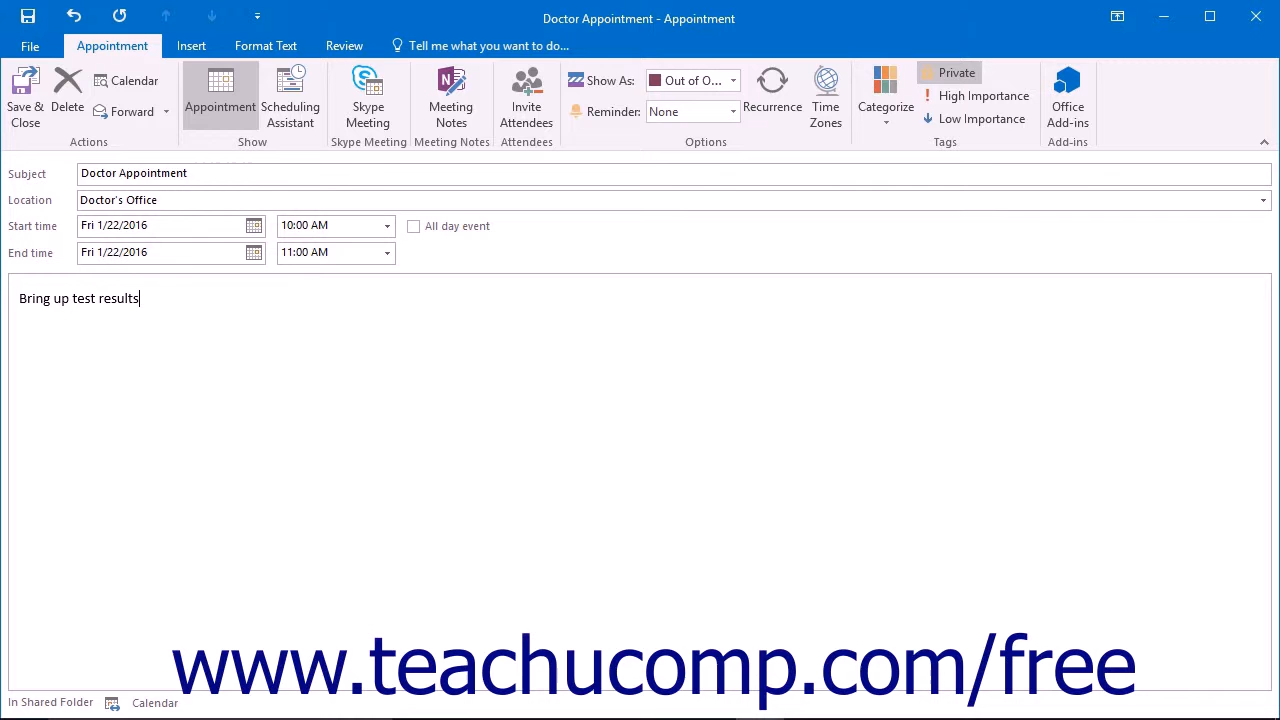 Doctor Appointment - Appointment
File Appointment Insert Format Text Review Tell me what you want to do...
Save & Close Delete Calendar Forward Appointment Scheduling Assistant Skype Meeting Meeting Notes Invite Attendees Show As: Out of O... Reminder: None Recurrence Time Zones Categorize Private High Importance Low Importance Office Add-ins
Actions Show Skype Meeting Meeting Notes Attendees Options Tags Add-ins
Subject Doctor Appointment
Location Doctor's Office
Start time Fri 1/22/2016 10:00 AM All day event
End time Fri 1/22/2016 11:00 AM
Bring up test results
www.teachucomp.com/free
In Shared Folder Calendar